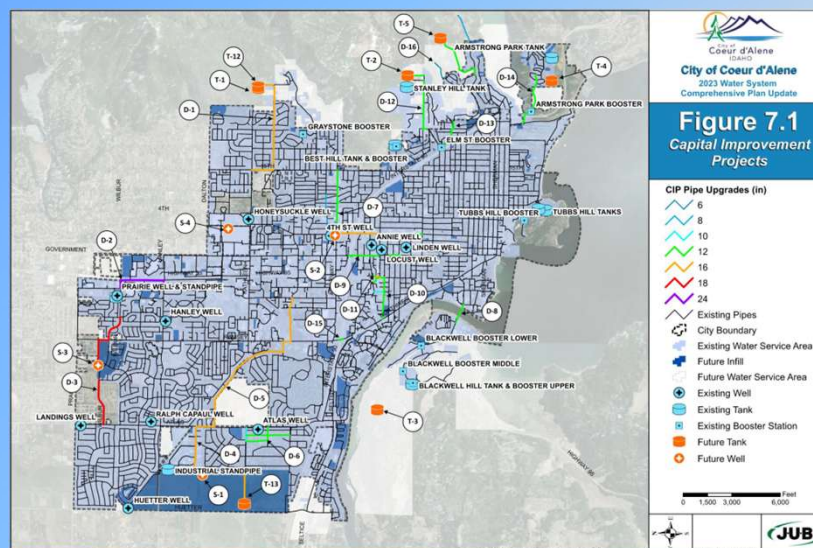 T-5
D-16
ARMSTRONG PARK TANK
T-12
T-2
D-14
T-4
T-1
STANLEY HILL TANK
D-1
D-12
D-13
ARMSTRONG PARK BOOSTER
GRAYSTONE BOOSTER
ELM ST BOOSTER
BEST HILL TANK & BOOSTER
WILBUR
DALTON
4TH
D-7
S-4
HONEYSUCKLE WELL
TUBBS HILL BOOSTER
TUBBS HILL TANKS
4TH ST WELL
ANNIE WELL
GOVERNMENT
HANLEY
LINDEN WELL
D-2
LOCUST WELL
S-2
D-9
PRAIRIE WELL & STANDPIPE
D-10
D-11
HANLEY WELL
D-15
D-8
BLACKWELL BOOSTER LOWER
S-3
BLACKWELL BOOSTER MIDDLE
D-3
D-5
BLACKWELL HILL TANK & BOOSTER UPPER
RALPH CAPAUL WELL
T-3
LANDINGS WELL
ATLAS WELL
HIGHWAY 95
D-4
D-6
INDUSTRIAL STANDPIPE
S-1
T-13
HUETTER WELL
HUETTER
BELTICE
City of
Coeur d'Alene
IDAHO
City of Coeur d'Alene
2023 Water System
Comprehensive Plan Update
Figure 7.1
Capital Improvement
Projects
CIP Pipe Upgrades (in)
6
8
10
12
16
18
24
Existing Pipes
City Boundary
Existing Water Service Area
Future Infill
Future Water Service Area
Existing Well
Existing Tank
Existing Booster Station
Future Tank
Future Well
Feet
0 1,500 3,000 6,000
JUB